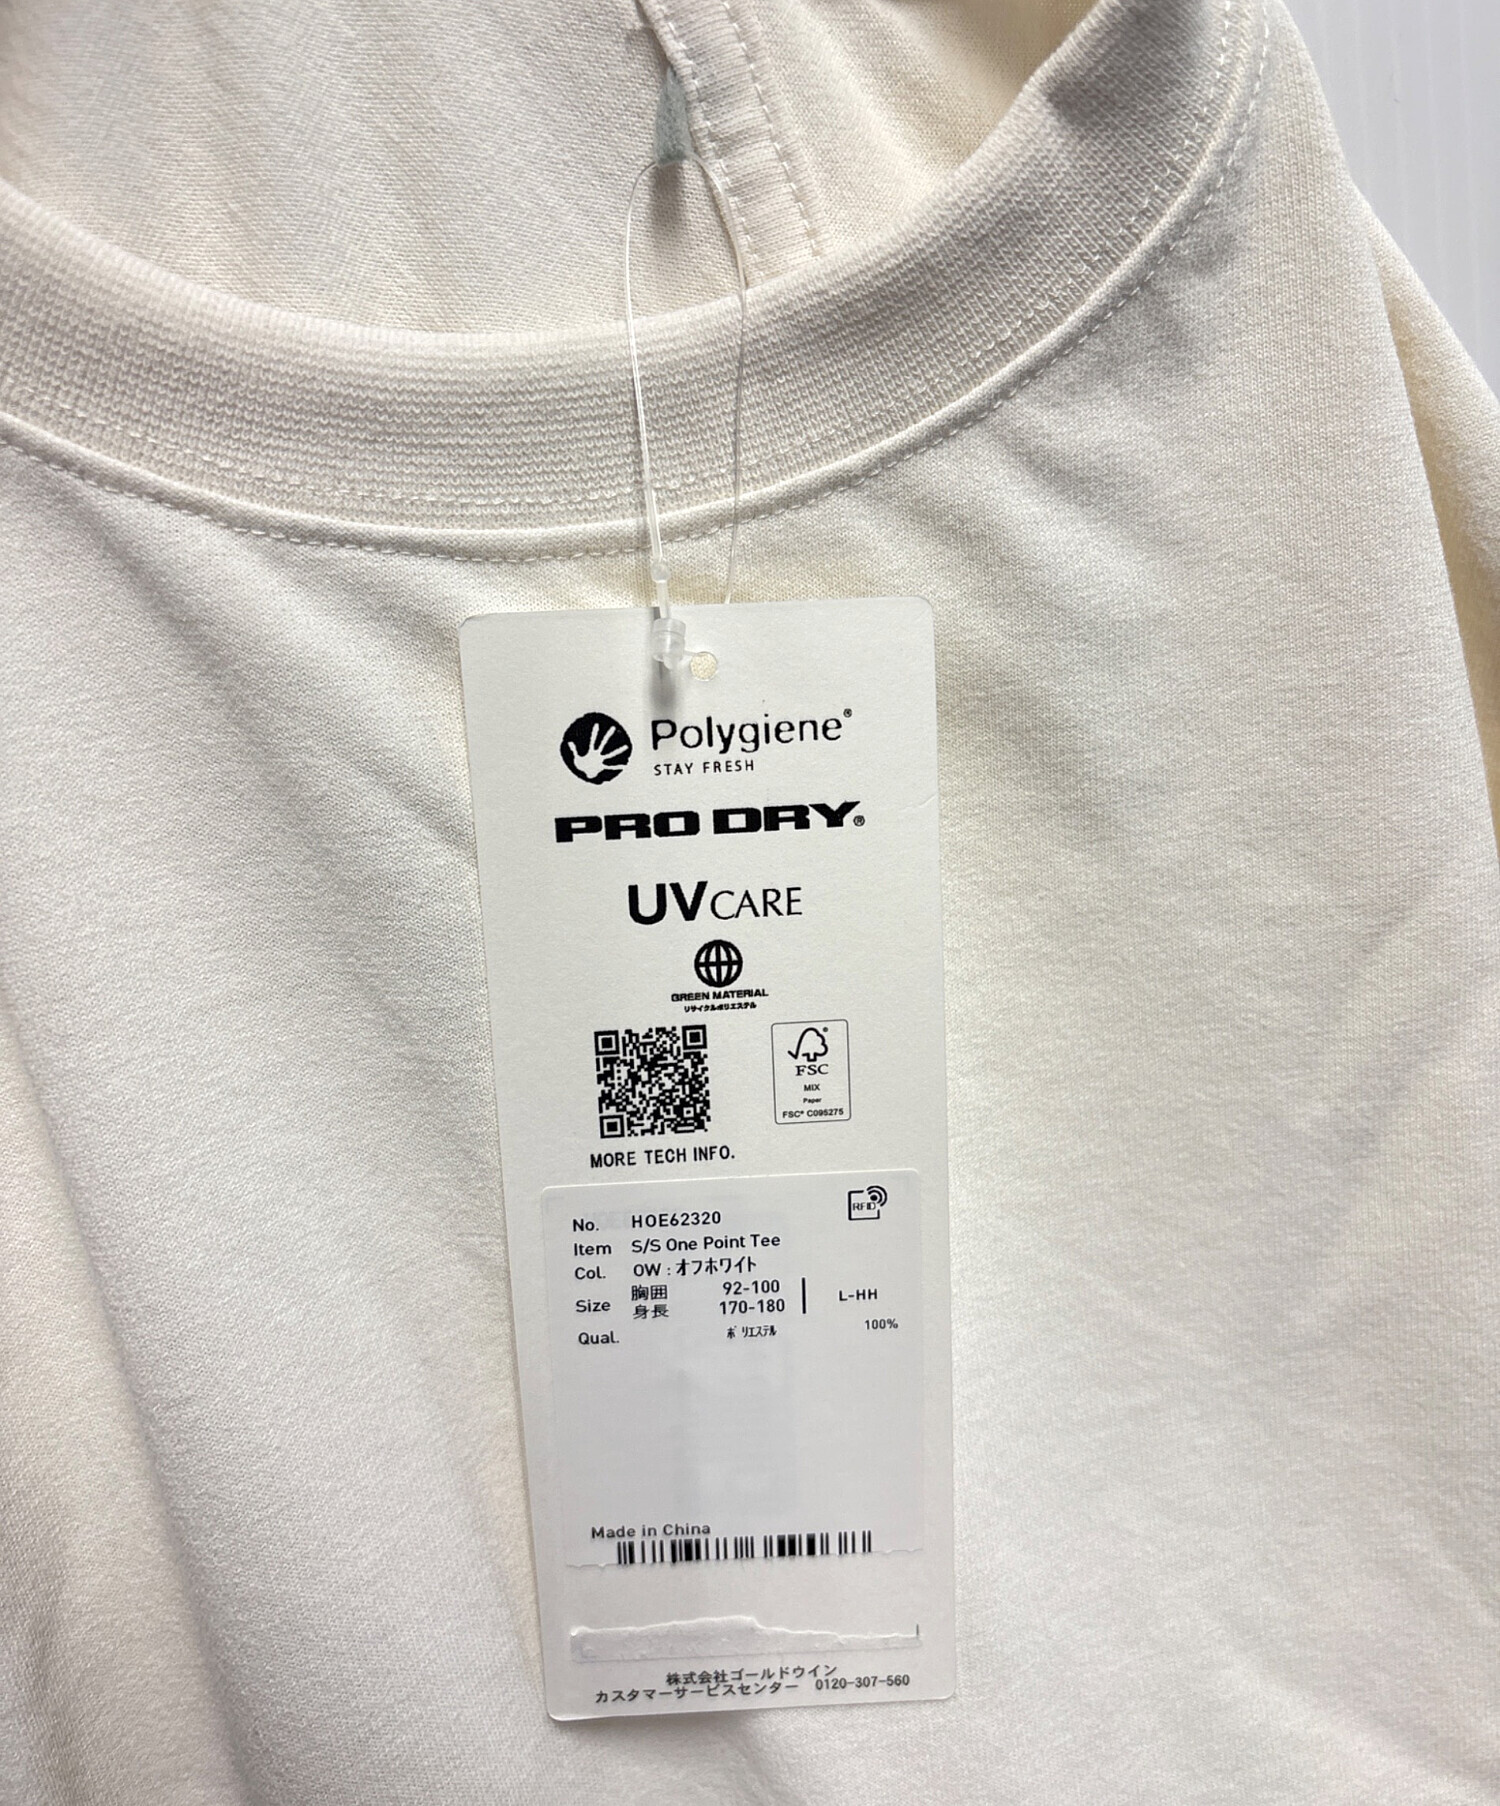 Polygiene®
STAY FRESH
PRO DRY®
UV CARE
GREEN MATERIAL
リサイクルポリエステル
FSC®
MIX
Paper
FSC® C095275
MORE TECH INFO.
RFID
No. HOE62320
Item S/S One Point Tee
Col. OW : オフホワイト
Size 胸囲 92-100 L-HH
身長 170-180
Qual. ポリエステル 100%
Made in China
株式会社ゴールドウイン
カスタマーサービスセンター 0120-307-560